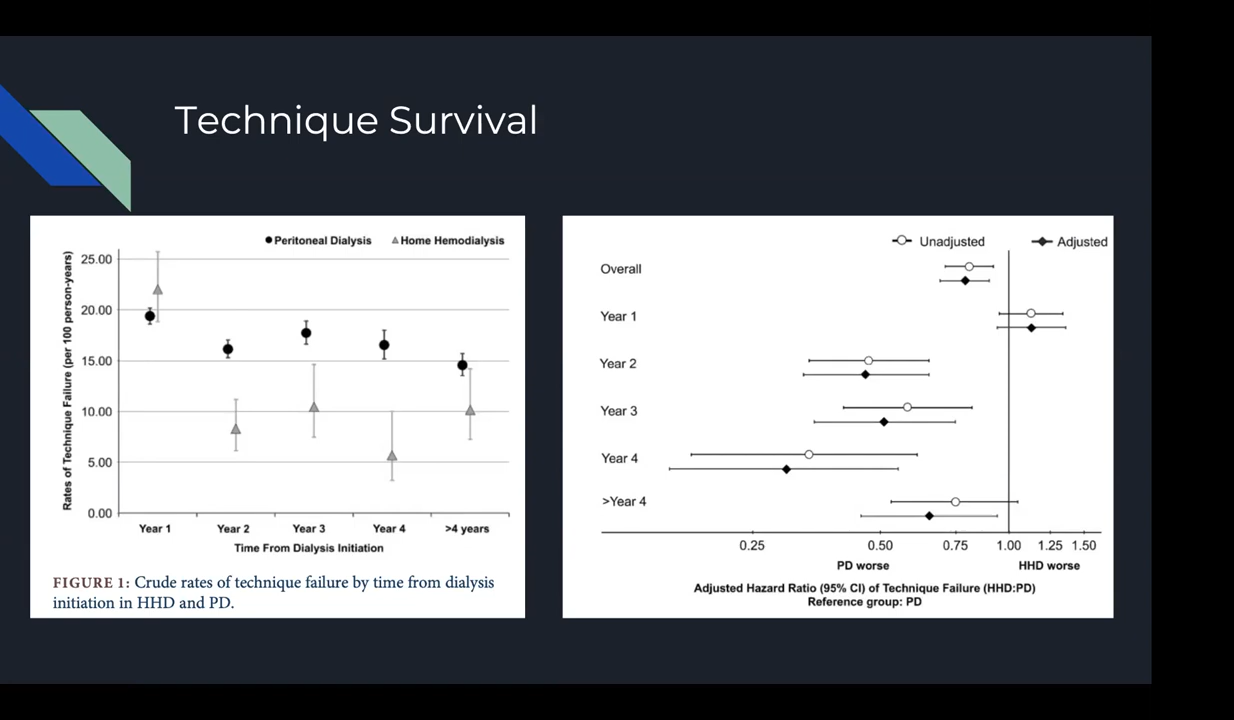 Technique Survival
Peritoneal Dialysis Home Hemodialysis
Rates of Technique Failure (per 100 person-years)
25.00
20.00
15.00
10.00
5.00
0.00
Year 1 Year 2 Year 3 Year 4 >4 years
Time From Dialysis Initiation
FIGURE 1: Crude rates of technique failure by time from dialysis
initiation in HHD and PD.
Unadjusted Adjusted
Overall
Year 1
Year 2
Year 3
Year 4
>Year 4
0.25 0.50 0.75 1.00 1.25 1.50
PD worse HHD worse
Adjusted Hazard Ratio (95% CI) of Technique Failure (HHD:PD)
Reference group: PD